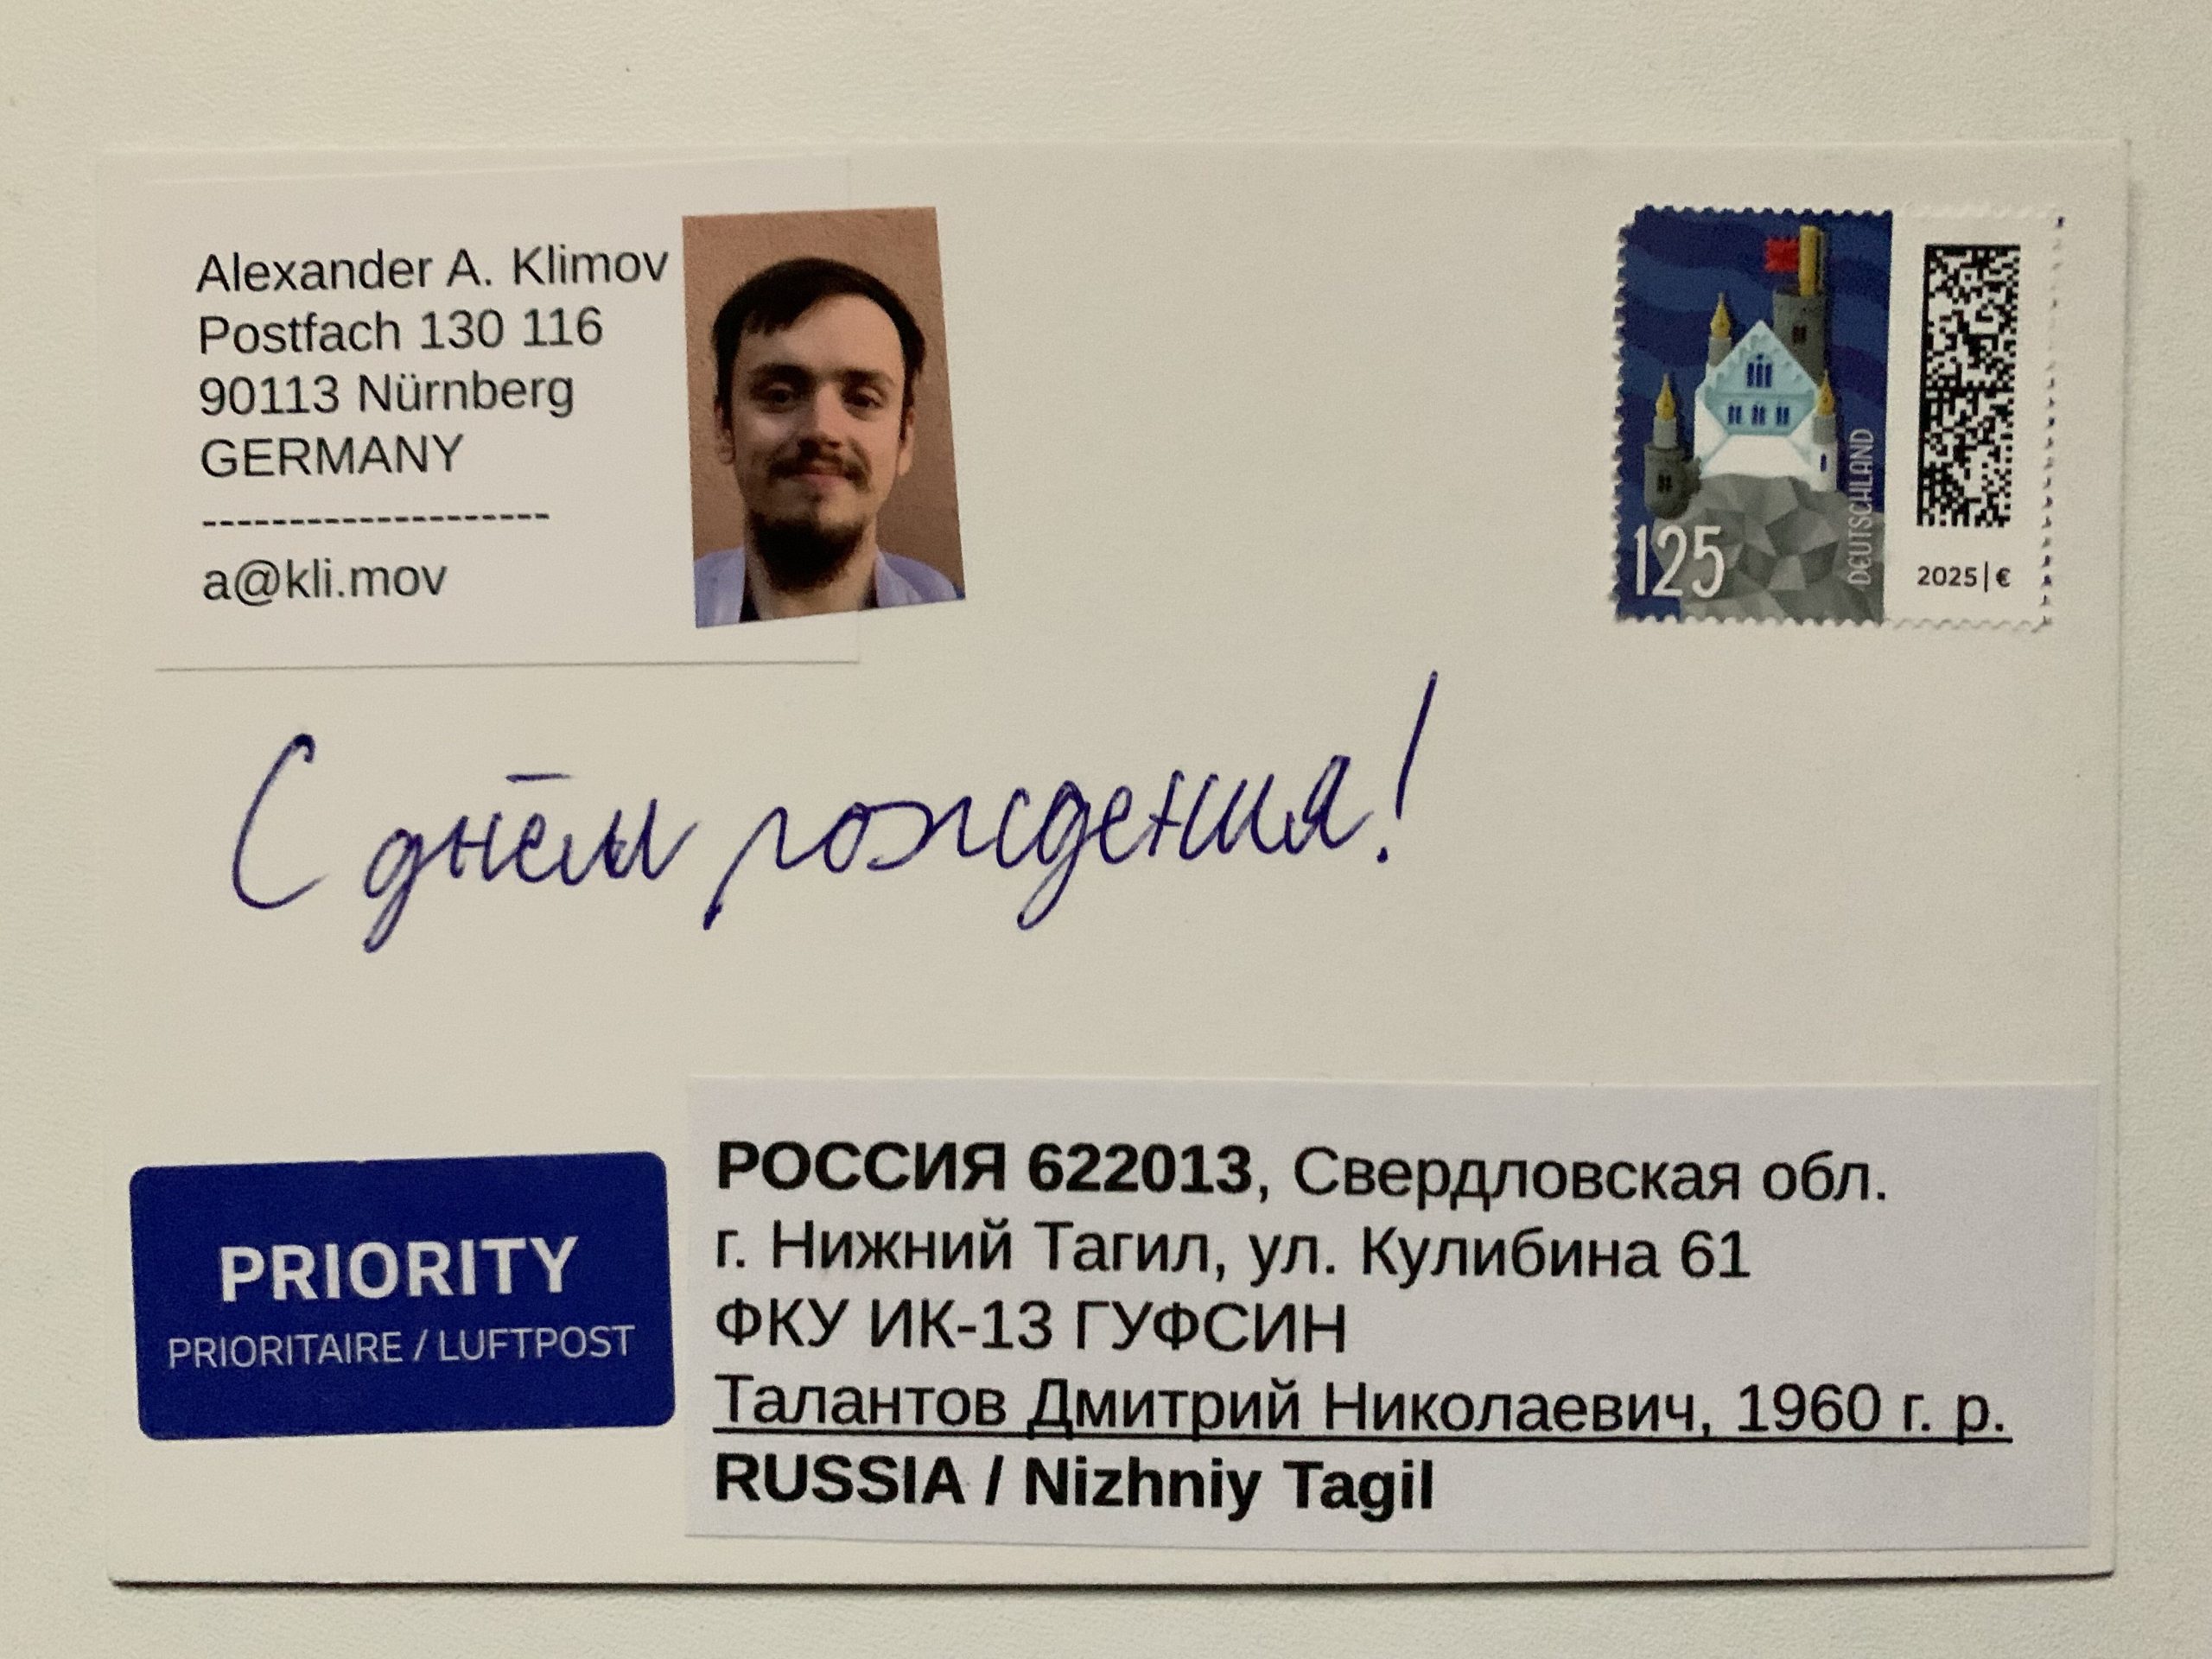 Alexander A. Klimov
Postfach 130 116
90113 Nürnberg
GERMANY
--------------------
a@kli.mov
125
DEUTSCHLAND
2025|€
С днём рождения!
PRIORITY
PRIORITAIRE / LUFTPOST
РОССИЯ 622013, Свердловская обл.
г. Нижний Тагил, ул. Кулибина 61
ФКУ ИК-13 ГУФСИН
Талантов Дмитрий Николаевич, 1960 г. р.
RUSSIA / Nizhniy Tagil